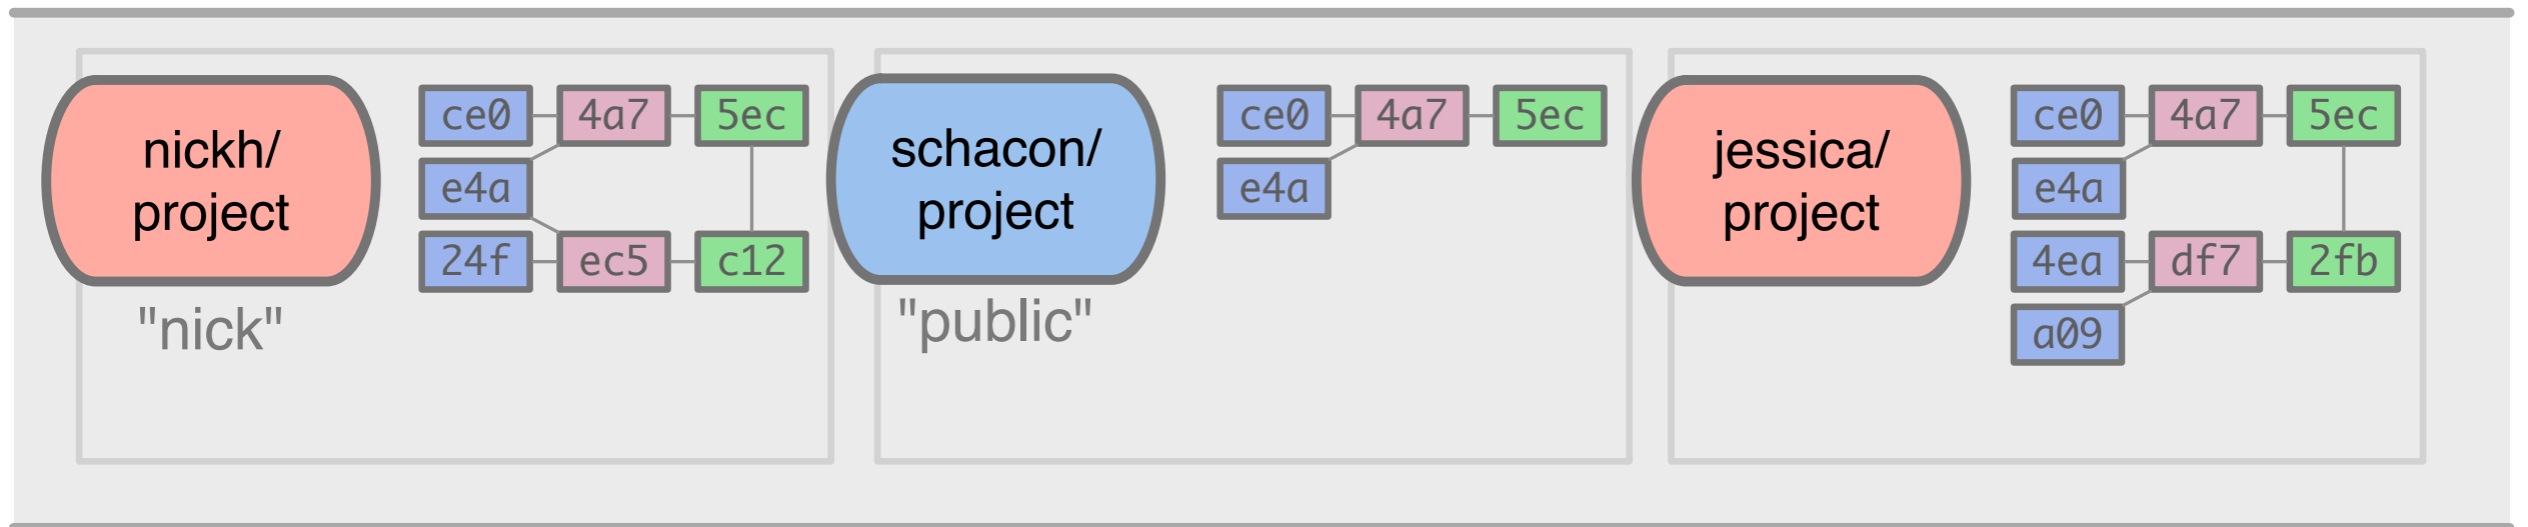 nickh/
project
"nick"
ce0 4a7 5ec
e4a
24f ec5 c12
schacon/
project
"public"
ce0 4a7 5ec
e4a
jessica/
project
ce0 4a7 5ec
e4a
4ea df7 2fb
a09